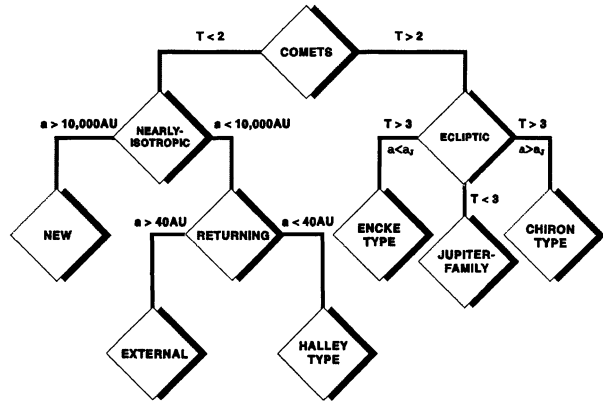 T < 2
COMETS
T > 2
a > 10,000AU
NEARLY-
ISOTROPIC
a < 10,000AU
T > 3
a<aJ
ECLIPTIC
T > 3
a>aJ
T < 3
NEW
a > 40AU
RETURNING
a < 40AU
ENCKE
TYPE
JUPITER-
FAMILY
CHIRON
TYPE
EXTERNAL
HALLEY
TYPE